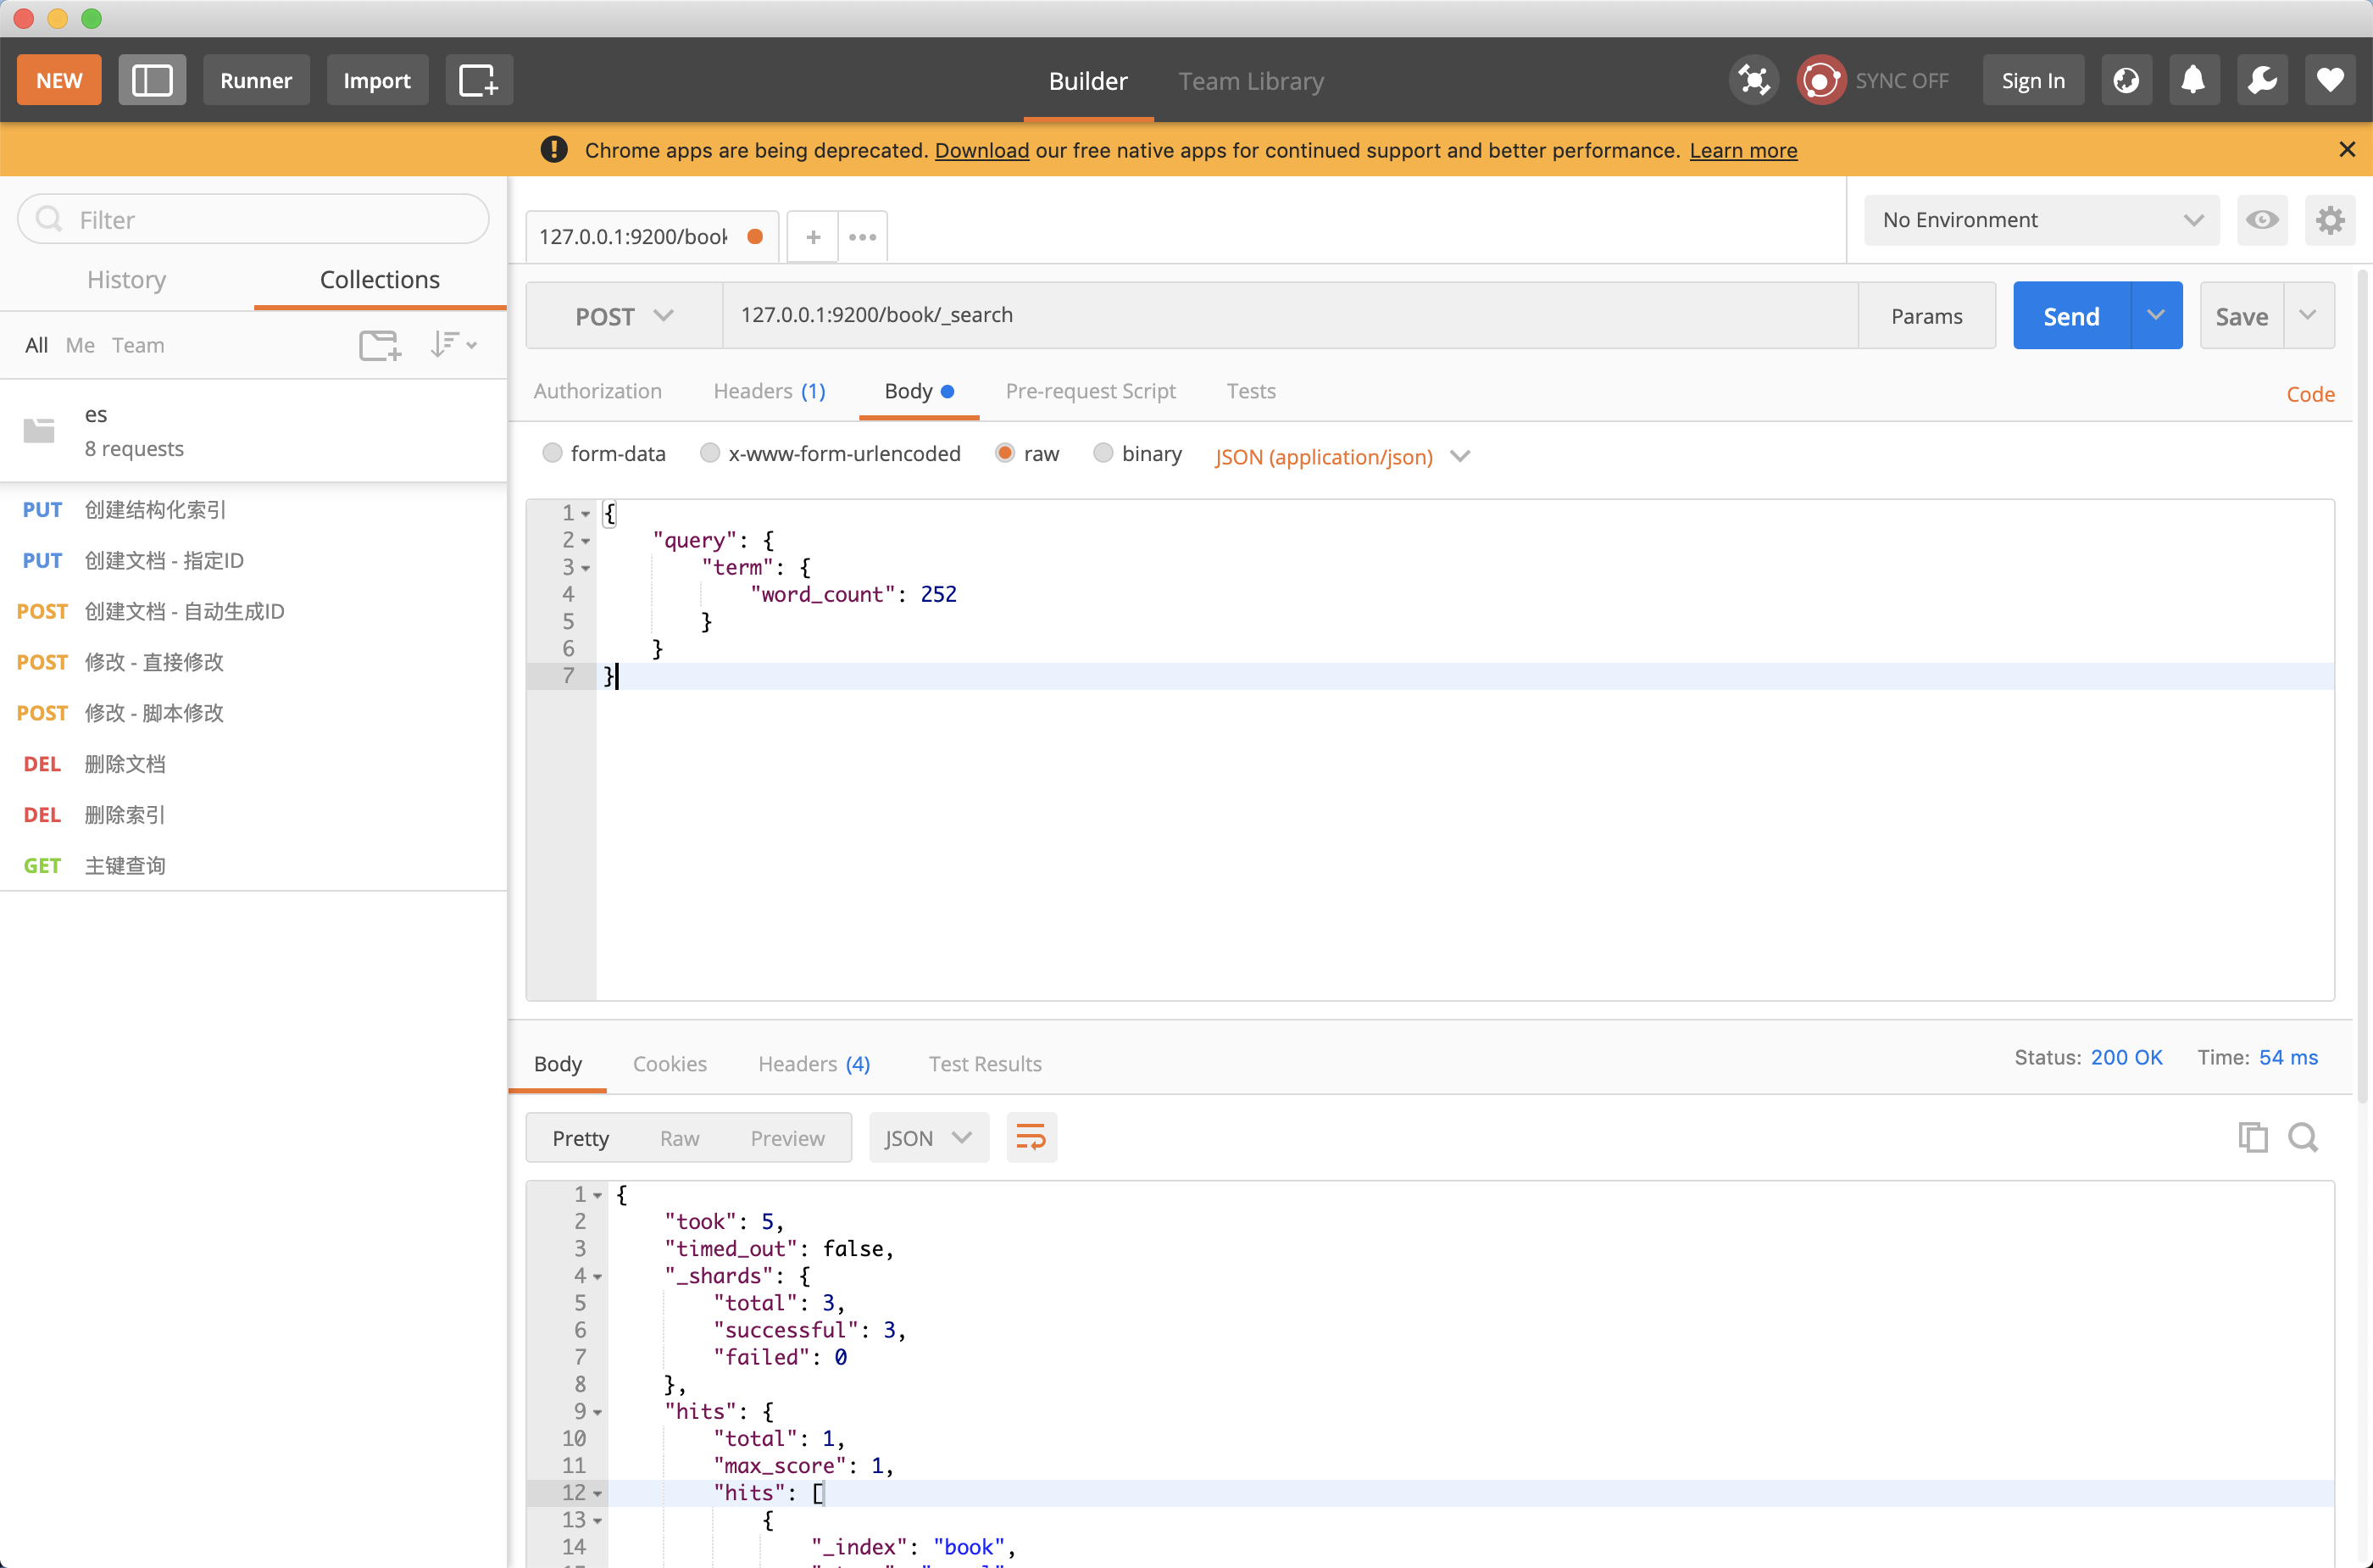 NEW
Runner
Import
Builder
Team Library
SYNC OFF
Sign In
Chrome apps are being deprecated. Download our free native apps for continued support and better performance. Learn more
Filter
History
Collections
All Me Team
es
8 requests
PUT 创建结构化索引
PUT 创建文档 - 指定ID
POST 创建文档 - 自动生成ID
POST 修改 - 直接修改
POST 修改 - 脚本修改
DEL 删除文档
DEL 删除索引
GET 主键查询
127.0.0.1:9200/book
No Environment
POST
127.0.0.1:9200/book/_search
Params
Send
Save
Authorization
Headers (1)
Body
Pre-request Script
Tests
Code
form-data
x-www-form-urlencoded
raw
binary
JSON (application/json)
1 {
2 "query": {
3 "term": {
4 "word_count": 252
5 }
6 }
7 }
Body
Cookies
Headers (4)
Test Results
Status: 200 OK
Time: 54 ms
Pretty
Raw
Preview
JSON
1 {
2 "took": 5,
3 "timed_out": false,
4 "_shards": {
5 "total": 3,
6 "successful": 3,
7 "failed": 0
8 },
9 "hits": {
10 "total": 1,
11 "max_score": 1,
12 "hits": [
13 {
14 "_index": "book",